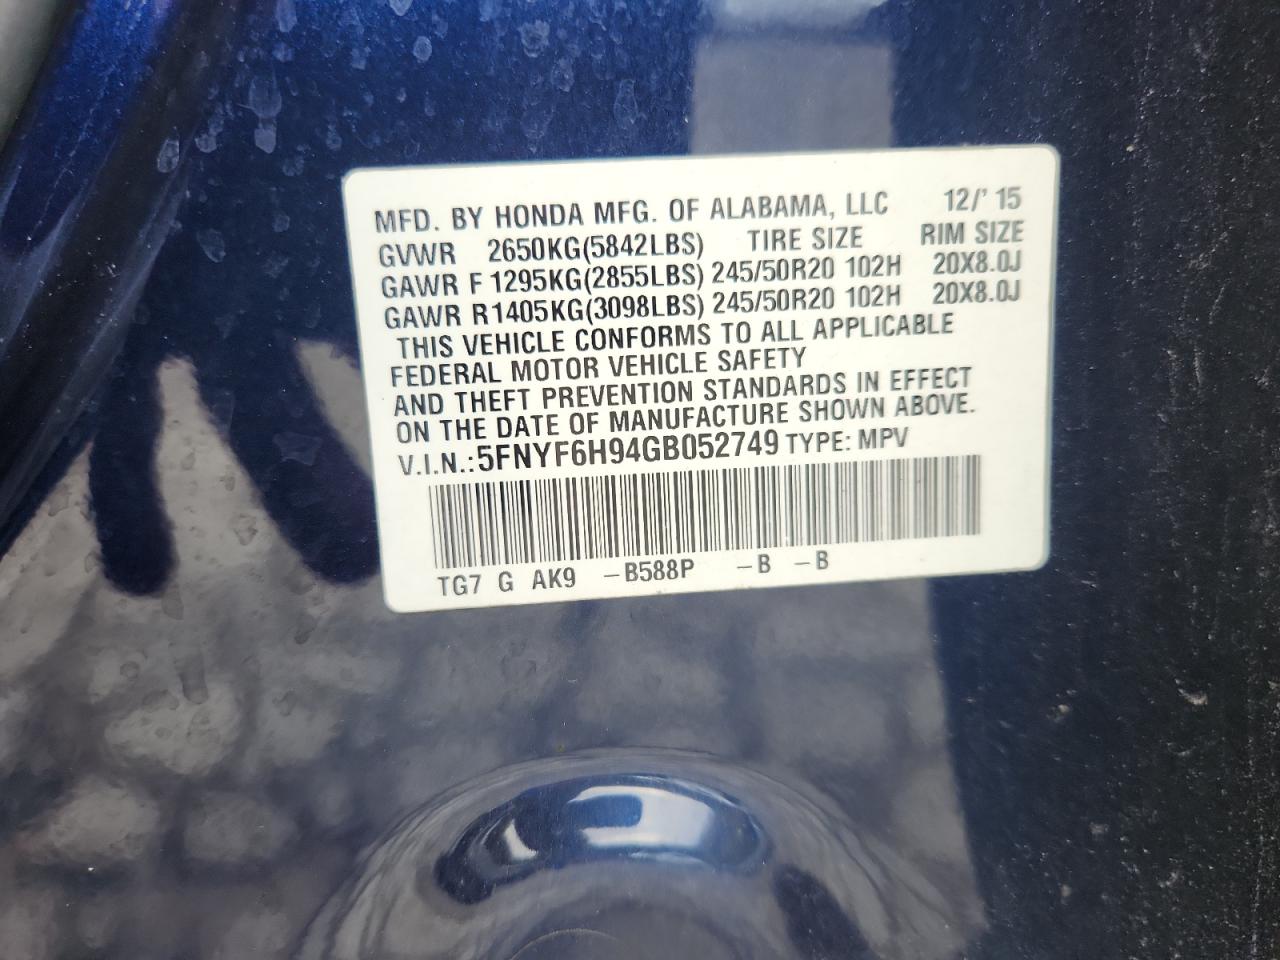 MFD. BY HONDA MFG. OF ALABAMA, LLC 12/' 15
GVWR 2650KG(5842LBS) TIRE SIZE RIM SIZE
GAWR F 1295KG(2855LBS) 245/50R20 102H 20X8.0J
GAWR R1405KG(3098LBS) 245/50R20 102H 20X8.0J
THIS VEHICLE CONFORMS TO ALL APPLICABLE
FEDERAL MOTOR VEHICLE SAFETY
AND THEFT PREVENTION STANDARDS IN EFFECT
ON THE DATE OF MANUFACTURE SHOWN ABOVE.
V.I.N.:5FNYF6H94GB052749 TYPE: MPV
TG7 G AK9 -B588P -B -B